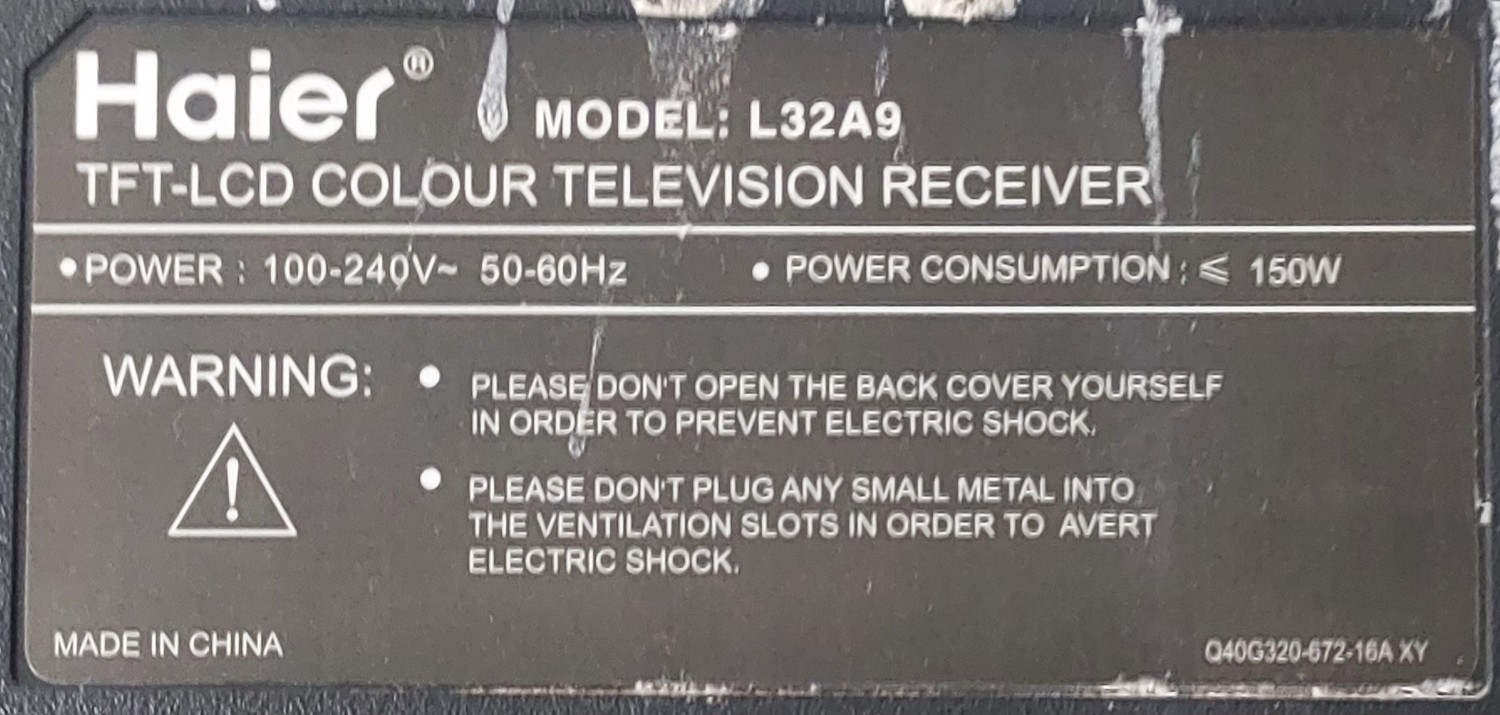 Haier®
MODEL: L32A9
TFT-LCD COLOUR TELEVISION RECEIVER
•POWER : 100-240V~ 50-60Hz
• POWER CONSUMPTION : ⩽ 150W
WARNING:
• PLEASE DON'T OPEN THE BACK COVER YOURSELF
IN ORDER TO PREVENT ELECTRIC SHOCK.
• PLEASE DON'T PLUG ANY SMALL METAL INTO
THE VENTILATION SLOTS IN ORDER TO AVERT
ELECTRIC SHOCK.
MADE IN CHINA
Q40G320-672-16A XY